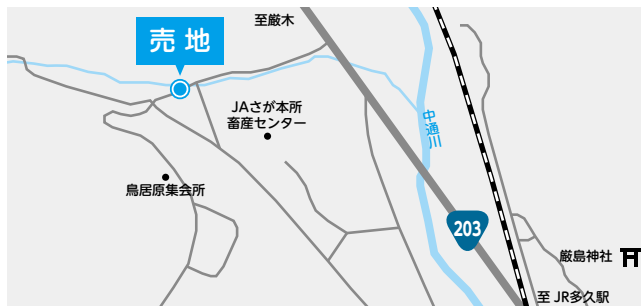 至厳木
売地
JAさが本所
畜産センター
中通川
鳥居原集会所
203
厳島神社
至 JR多久駅